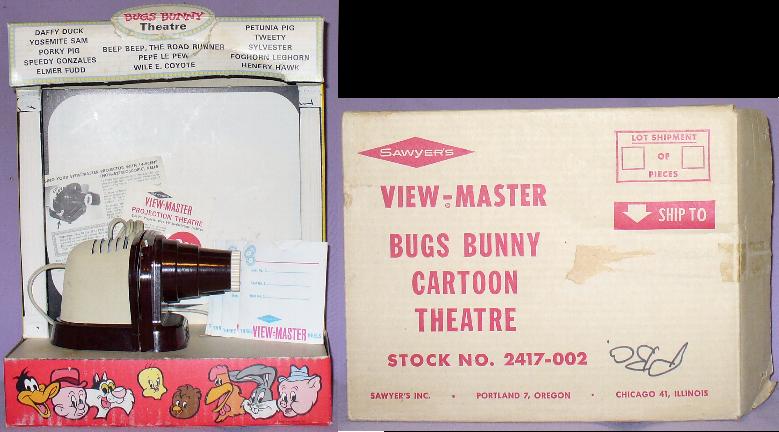 BUGS BUNNY
Theatre
DAFFY DUCK
YOSEMITE SAM
PORKY PIG
SPEEDY GONZALES
ELMER FUDD
BEEP BEEP, THE ROAD RUNNER
PEPE LE PEW
WILE E. COYOTE
PETUNIA PIG
TWEETY
SYLVESTER
FOGHORN LEGHORN
HENERY HAWK
VIEW-MASTER
PROJECTION THEATRE
VIEW-MASTER
SAWYER'S
VIEW-MASTER
BUGS BUNNY
CARTOON
THEATRE
STOCK NO. 2417-002
LOT SHIPMENT
OF
PIECES
SHIP TO
SAWYER'S INC. • PORTLAND 7, OREGON • CHICAGO 41, ILLINOIS